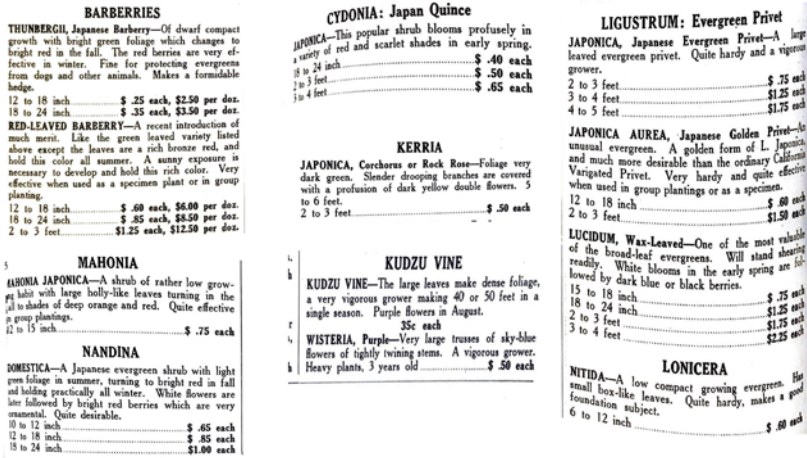 BARBERRIES
THUNBERGII, Japanese Barberry—Of dwarf compact
growth with bright green foliage which changes to
bright red in the fall. The red berries are very ef-
fective in winter. Fine for protecting evergreens
from dogs and other animals. Makes a formidable
hedge.
12 to 18 inch $ .25 each, $2.50 per doz.
18 to 24 inch $ .35 each, $3.50 per doz.
RED-LEAVED BARBERRY—A recent introduction of
much merit. Like the green leaved variety listed
above except the leaves are a rich bronze red, and
hold this color all summer. A sunny exposure is
necessary to develop and hold this rich color. Very
effective when used as a specimen plant or in group
planting.
12 to 18 inch $ .60 each, $6.00 per doz.
18 to 24 inch $ .85 each, $8.50 per doz.
2 to 3 feet $1.25 each, $12.50 per doz.
MAHONIA
MAHONIA JAPONICA—A shrub of rather low grow-
ing habit with large holly-like leaves turning in the
fall to shades of deep orange and red. Quite effective
in group plantings.
12 to 15 inch $ .75 each
NANDINA
DOMESTICA—A Japanese evergreen shrub with light
green foliage in summer, turning to bright red in fall
and holding practically all winter. White flowers are
later followed by bright red berries which are very
ornamental. Quite desirable.
10 to 12 inch $ .65 each
12 to 18 inch $ .85 each
18 to 24 inch $1.00 each
CYDONIA: Japan Quince
JAPONICA—This popular shrub blooms profusely in
a variety of red and scarlet shades in early spring.
18 to 24 inch $ .40 each
2 to 3 feet $ .50 each
3 to 4 feet $ .65 each
KERRIA
JAPONICA, Corchorus or Rock Rose—Foliage very
dark green. Slender drooping branches are covered
with a profusion of dark yellow double flowers. 5
to 6 feet.
2 to 3 feet $ .50 each
KUDZU VINE
KUDZU VINE—The large leaves make dense foliage,
a very vigorous grower making 40 or 50 feet in a
single season. Purple flowers in August.
35c each
WISTERIA, Purple—Very large trusses of sky-blue
flowers of tightly twining stems. A vigorous grower.
Heavy plants, 3 years old $ .50 each
LIGUSTRUM: Evergreen Privet
JAPONICA, Japanese Evergreen Privet—A large
leaved evergreen privet. Quite hardy and a vigorous
grower.
2 to 3 feet $ .75 each
3 to 4 feet $1.25 each
4 to 5 feet $1.75 each
JAPONICA AUREA, Japanese Golden Privet—An
unusual evergreen. A golden form of L. Japonica,
and much more desirable than the ordinary California
Varigated Privet. Very hardy and quite effective
when used in group plantings or as a specimen.
12 to 18 inch $ .60 each
2 to 3 feet $1.50 each
LUCIDUM, Wax-Leaved—One of the most valuable
of the broad-leaf evergreens. Will stand shearing
readily. White blooms in the early spring are fol-
lowed by dark blue or black berries.
15 to 18 inch $ .75 each
18 to 24 inch $1.25 each
2 to 3 feet $1.75 each
3 to 4 feet $2.25 each
LONICERA
NITIDA—A low compact growing evergreen. Has
small box-like leaves. Quite hardy, makes a good
foundation subject.
6 to 12 inch $ .60 each